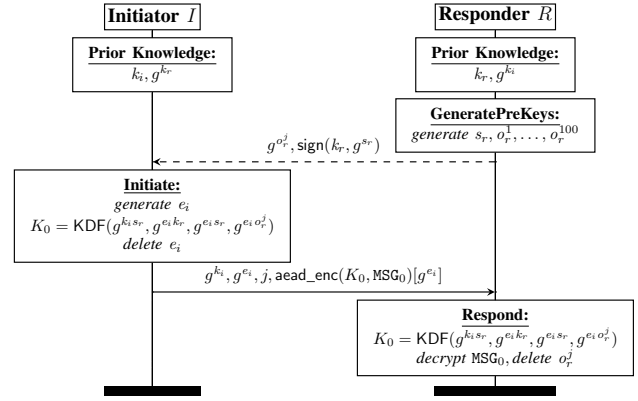 Initiator I
Responder R
Prior Knowledge:
k_i, g^{k_r}
Prior Knowledge:
k_r, g^{k_i}
GeneratePreKeys:
generate s_r, o_r^1, . . . , o_r^{100}
g^{o_r^j}, sign(k_r, g^{s_r})
Initiate:
generate e_i
K_0 = KDF(g^{k_i s_r}, g^{e_i k_r}, g^{e_i s_r}, g^{e_i o_r^j})
delete e_i
g^{k_i}, g^{e_i}, j, aead_enc(K_0, MSG_0)[g^{e_i}]
Respond:
K_0 = KDF(g^{k_i s_r}, g^{e_i k_r}, g^{e_i s_r}, g^{e_i o_r^j})
decrypt MSG_0, delete o_r^j